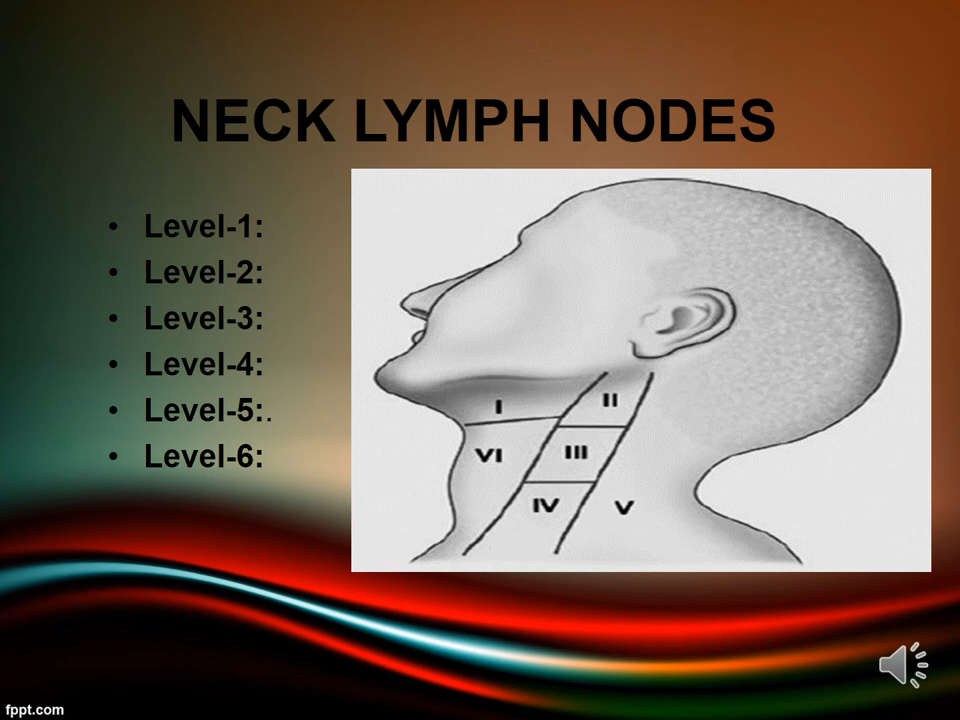 NECK LYMPH NODES
• Level-1:
• Level-2:
• Level-3:
• Level-4:
• Level-5:.
• Level-6:
I
II
VI
III
IV
V
fppt.com